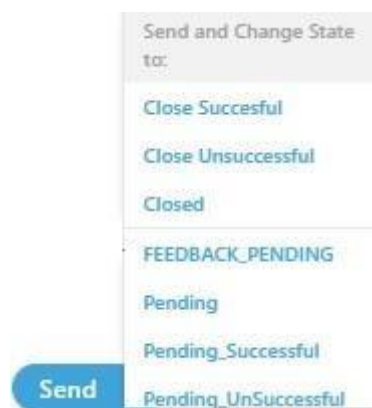 Send and Change State
to:
Close Succesful
Close Unsuccessful
Closed
FEEDBACK_PENDING
Pending
Pending_Successful
Send
Pending_UnSuccessful